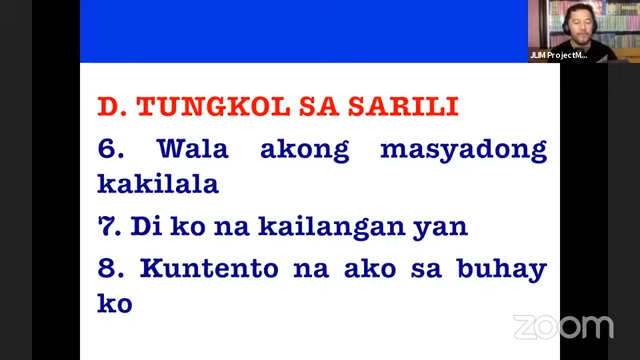 JLIM ProjectM...
D. TUNGKOL SA SARILI
6. Wala akong masyadong
kakilala
7. Di ko na kailangan yan
8. Kuntento na ako sa buhay
ko
zoom